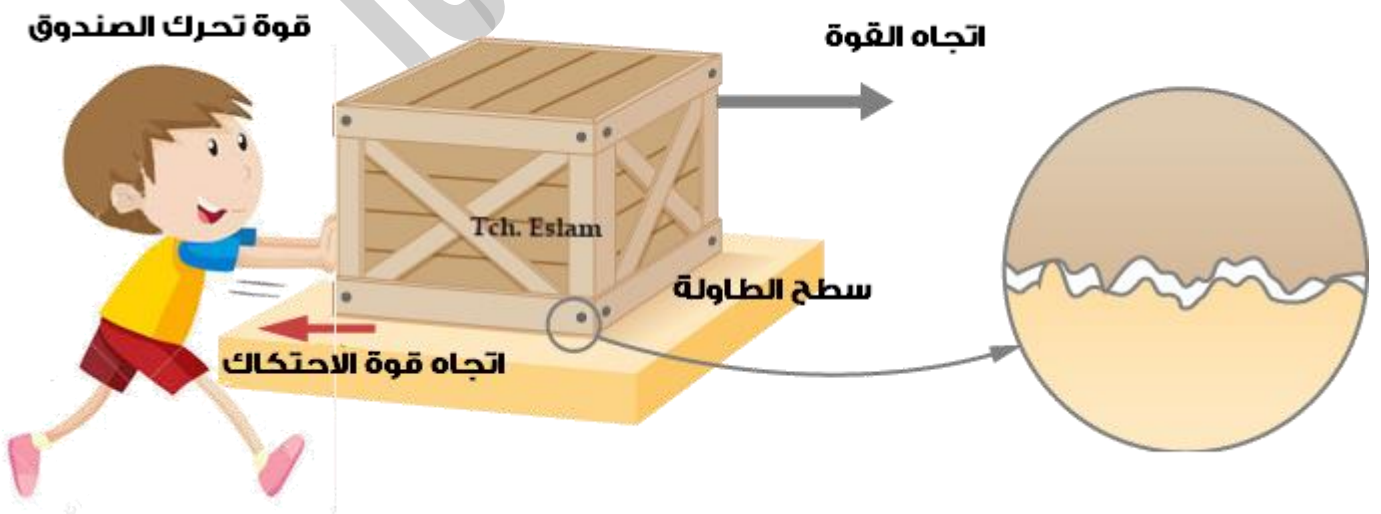 قوة تحرك الصندوق
اتجاه القوة
Tch. Eslam
سطح الطاولة
اتجاه قوة الاحتكاك